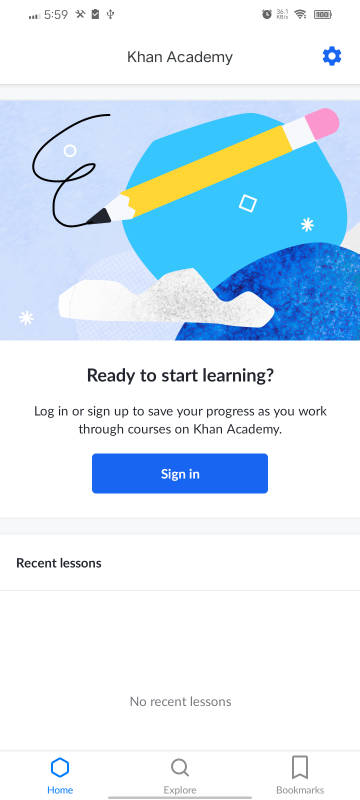 5:59
36.1
KB/s
100
Khan Academy
Ready to start learning?
Log in or sign up to save your progress as you work
through courses on Khan Academy.
Sign in
Recent lessons
No recent lessons
Home
Explore
Bookmarks